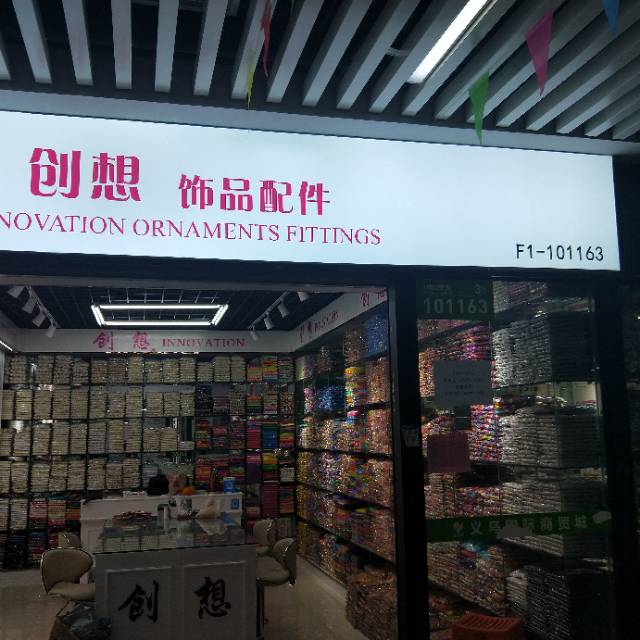 创想 饰品配件
NOVATION ORNAMENTS FITTINGS
F1-101163
101163
创想 INNOVATION
创想